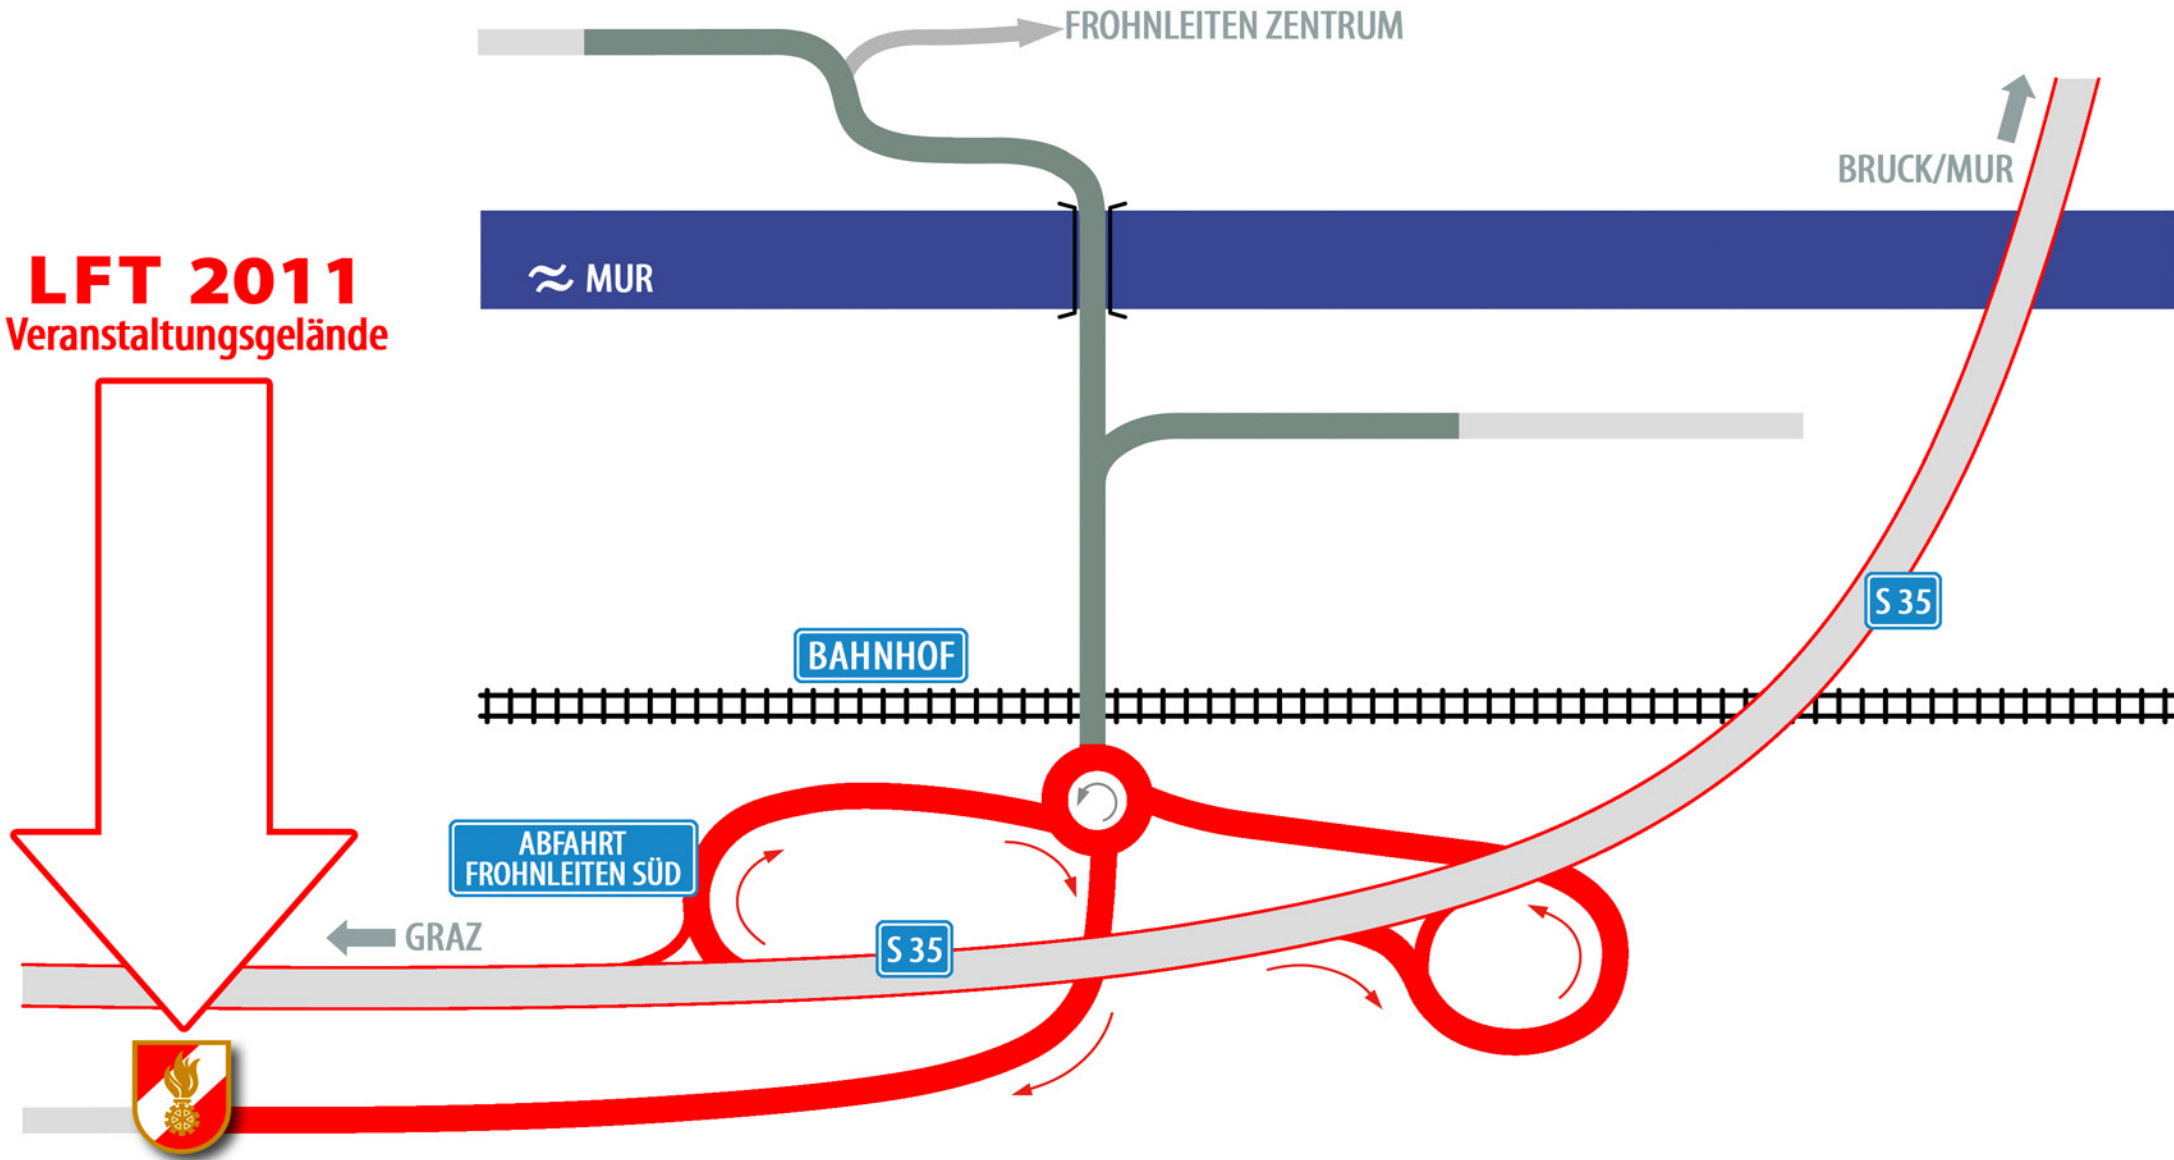 FROHNLEITEN ZENTRUM
BRUCK/MUR
LFT 2011
Veranstaltungsgelände
≈ MUR
S 35
BAHNHOF
ABFAHRT
FROHNLEITEN SÜD
GRAZ
S 35